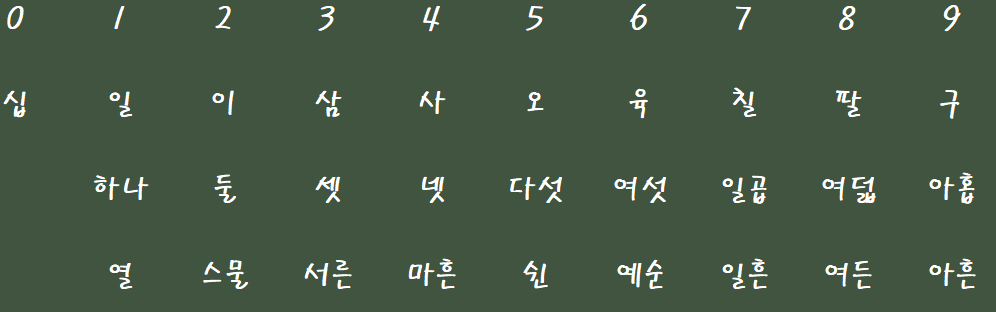 0 1 2 3 4 5 6 7 8 9
십 일 이 삼 사 오 육 칠 팔 구
하나 둘 셋 넷 다섯 여섯 일곱 여덟 아홉
열 스물 서른 마흔 쉰 예순 일흔 여든 아흔